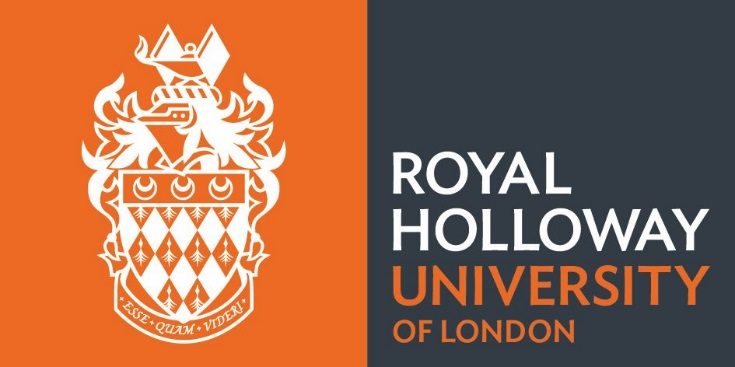 ESSE • QUAM • VIDERI
ROYAL
HOLLOWAY
UNIVERSITY
OF LONDON